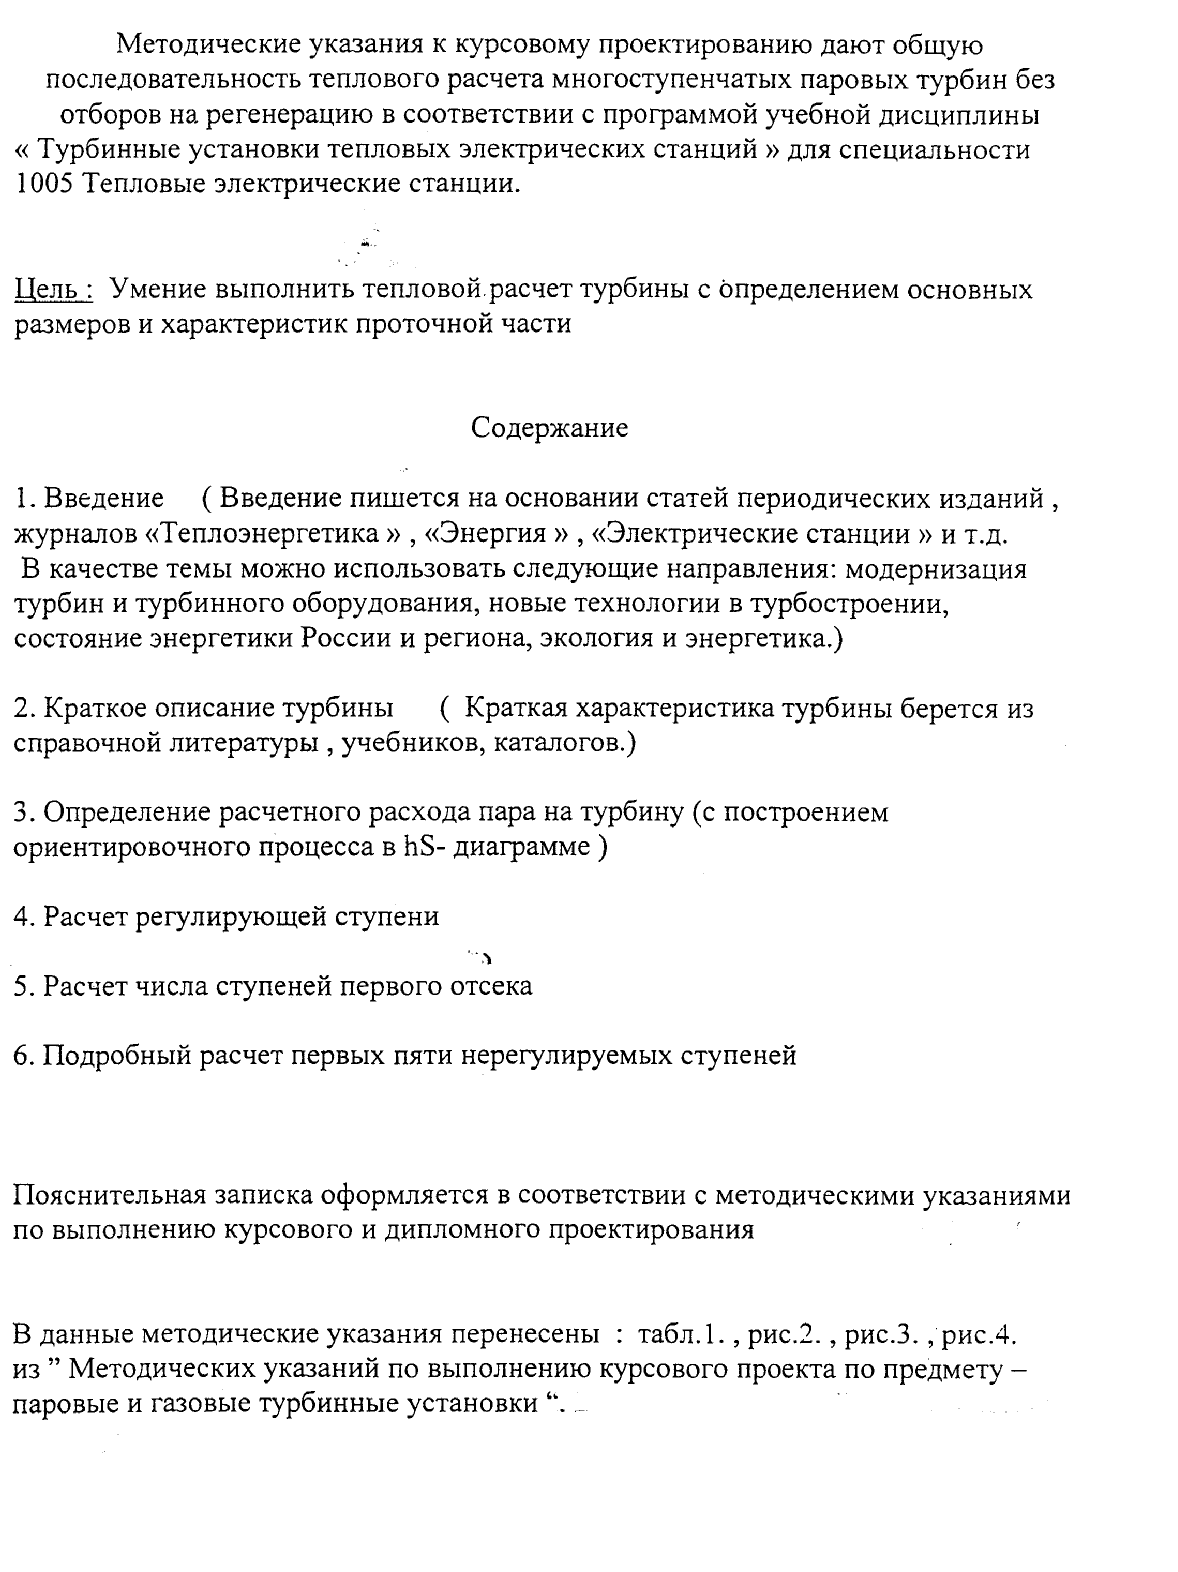 Методические указания к курсовому проектированию дают общую
последовательность теплового расчета многоступенчатых паровых турбин без
отборов на регенерацию в соответствии с программой учебной дисциплины
« Турбинные установки тепловых электрических станций » для специальности
1005 Тепловые электрические станции.
Цель : Умение выполнить тепловой расчет турбины с определением основных
размеров и характеристик проточной части
Содержание
1. Введение ( Введение пишется на основании статей периодических изданий ,
журналов «Теплоэнергетика » , «Энергия » , «Электрические станции » и т.д.
В качестве темы можно использовать следующие направления: модернизация
турбин и турбинного оборудования, новые технологии в турбостроении,
состояние энергетики России и региона, экология и энергетика.)
2. Краткое описание турбины ( Краткая характеристика турбины берется из
справочной литературы , учебников, каталогов.)
3. Определение расчетного расхода пара на турбину (с построением
ориентировочного процесса в hS- диаграмме )
4. Расчет регулирующей ступени
5. Расчет числа ступеней первого отсека
6. Подробный расчет первых пяти нерегулируемых ступеней
Пояснительная записка оформляется в соответствии с методическими указаниями
по выполнению курсового и дипломного проектирования
В данные методические указания перенесены : табл.1. , рис.2. , рис.3. , рис.4.
из ” Методических указаний по выполнению курсового проекта по предмету –
паровые и газовые турбинные установки “.